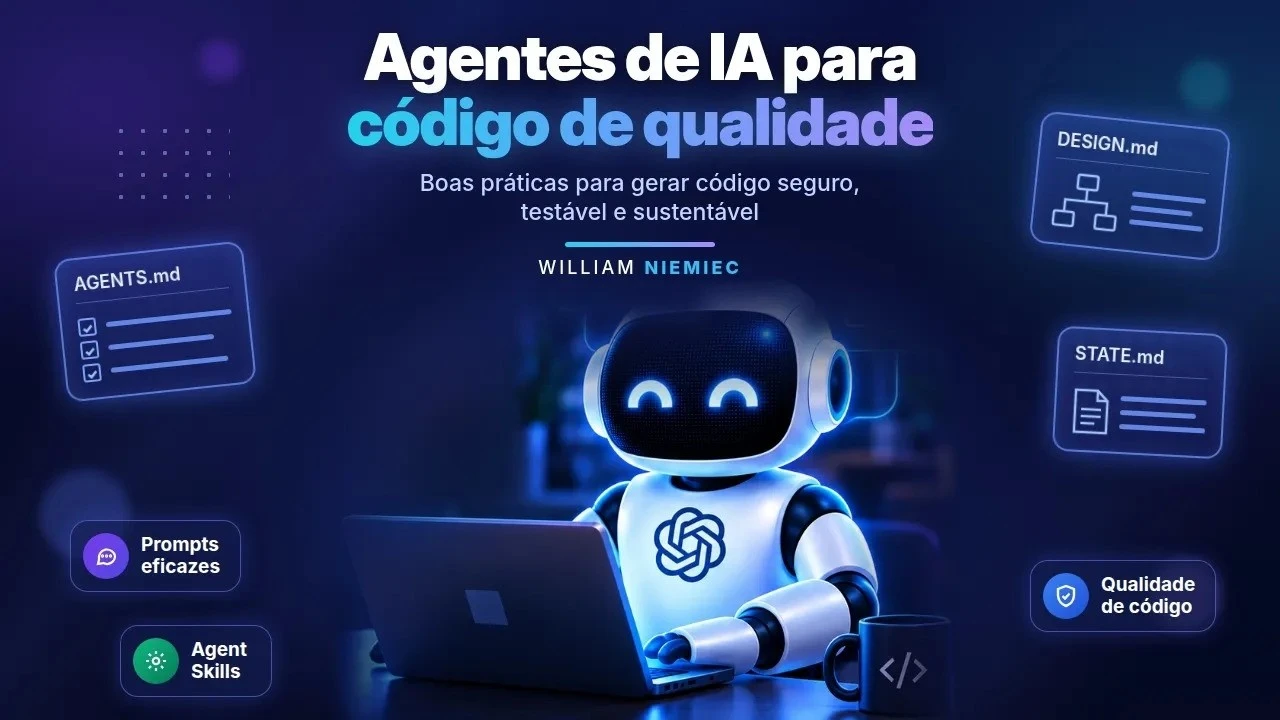 Agentes de IA para
código de qualidade
Boas práticas para gerar código seguro,
testável e sustentável
WILLIAM NIEMIEC
DESIGN.md
AGENTS.md
STATE.md
Prompts
eficazes
Qualidade
de código
Agent
Skills
</>